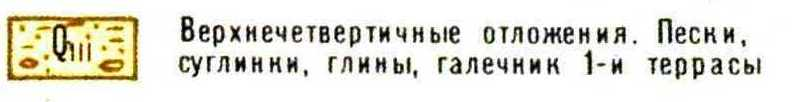 QIII Верхнечетвертичные отложения. Пески,
суглинки, глины, галечник 1-й террасы